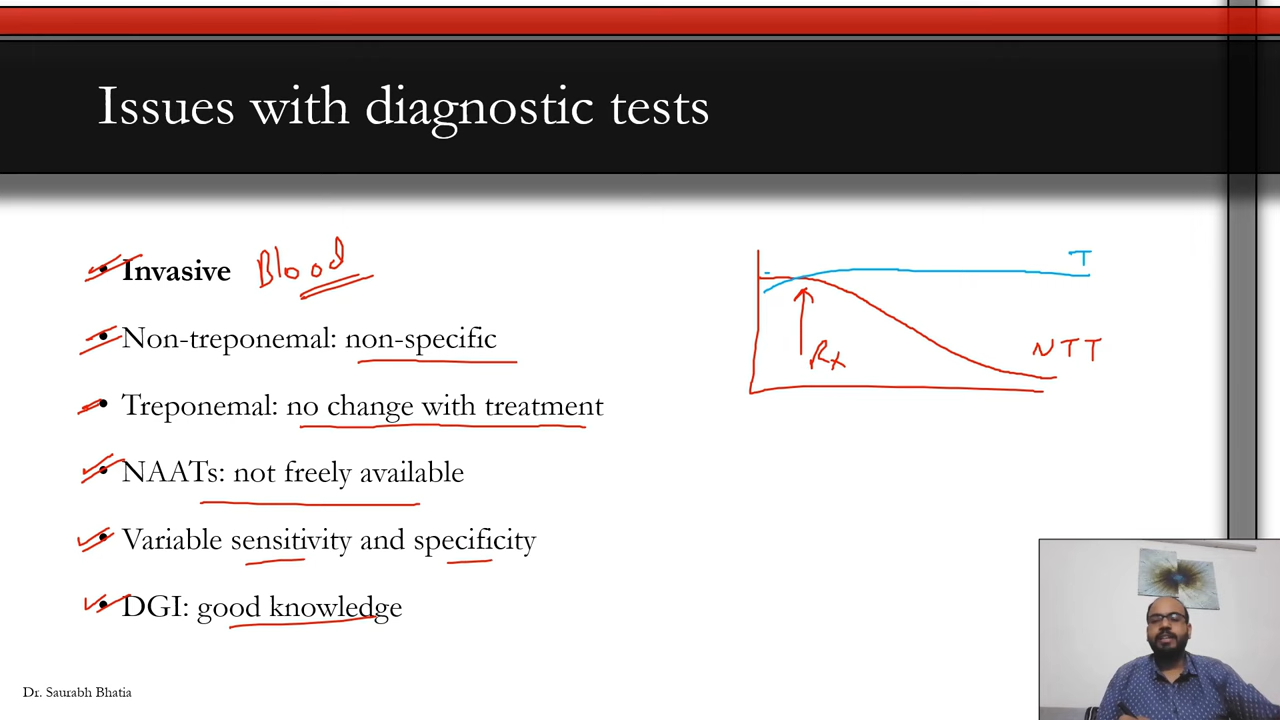 Issues with diagnostic tests
• Invasive Blood
• Non-treponemal: non-specific
• Treponemal: no change with treatment
• NAATs: not freely available
• Variable sensitivity and specificity
• DGI: good knowledge
T
NTT
Rx
Dr. Saurabh Bhatia